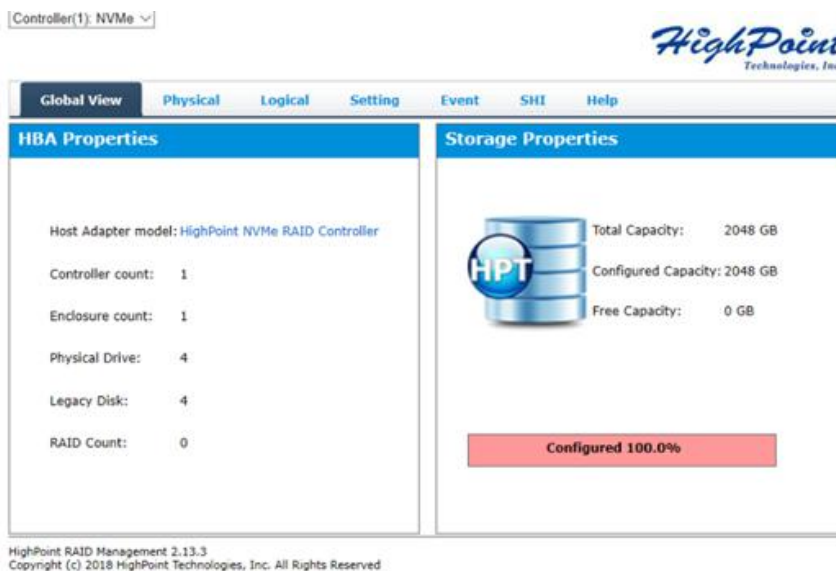 Controller(1): NVMe
HighPoint
Technologies, Inc
Global View Physical Logical Setting Event SHI Help
HBA Properties
Host Adapter model: HighPoint NVMe RAID Controller
Controller count: 1
Enclosure count: 1
Physical Drive: 4
Legacy Disk: 4
RAID Count: 0
Storage Properties
HPT
Total Capacity: 2048 GB
Configured Capacity: 2048 GB
Free Capacity: 0 GB
Configured 100.0%
HighPoint RAID Management 2.13.3
Copyright (c) 2018 HighPoint Technologies, Inc. All Rights Reserved